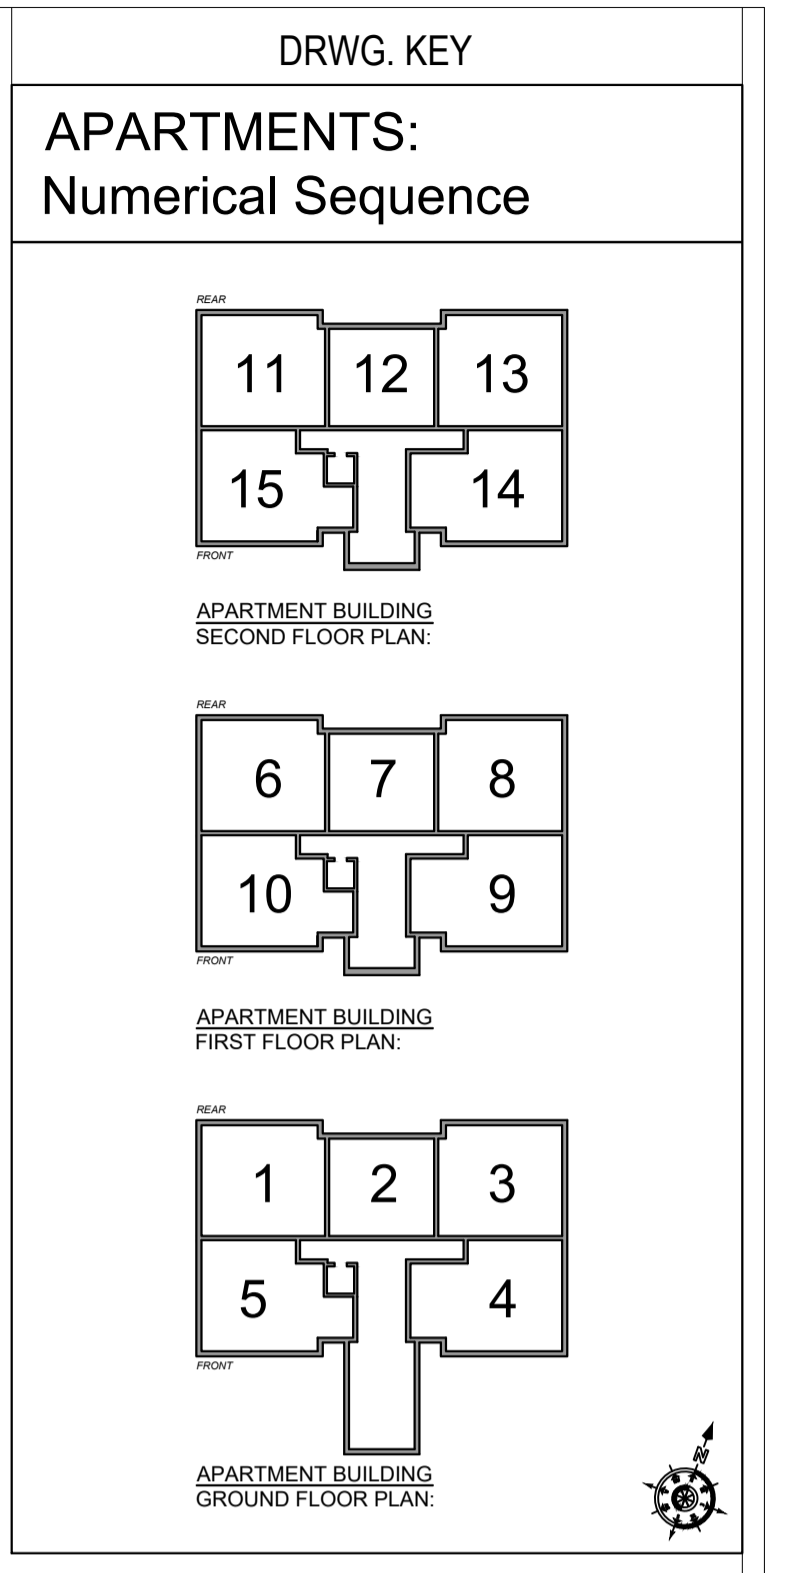 DRWG. KEY
APARTMENTS:
Numerical Sequence
REAR
11 12 13
15 14
FRONT
APARTMENT BUILDING
SECOND FLOOR PLAN:
REAR
6 7 8
10 9
FRONT
APARTMENT BUILDING
FIRST FLOOR PLAN:
REAR
1 2 3
5 4
FRONT
N
APARTMENT BUILDING
GROUND FLOOR PLAN: